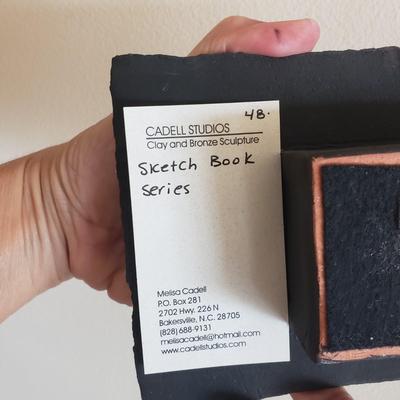 48.
CADELL STUDIOS
Clay and Bronze Sculpture
Sketch Book
Series
Melisa Cadell
P.O. Box 281
2702 Hwy. 226 N
Bakersville, N.C. 28705
(828) 688-9131
melisacadell@hotmail.com
www.cadellstudios.com